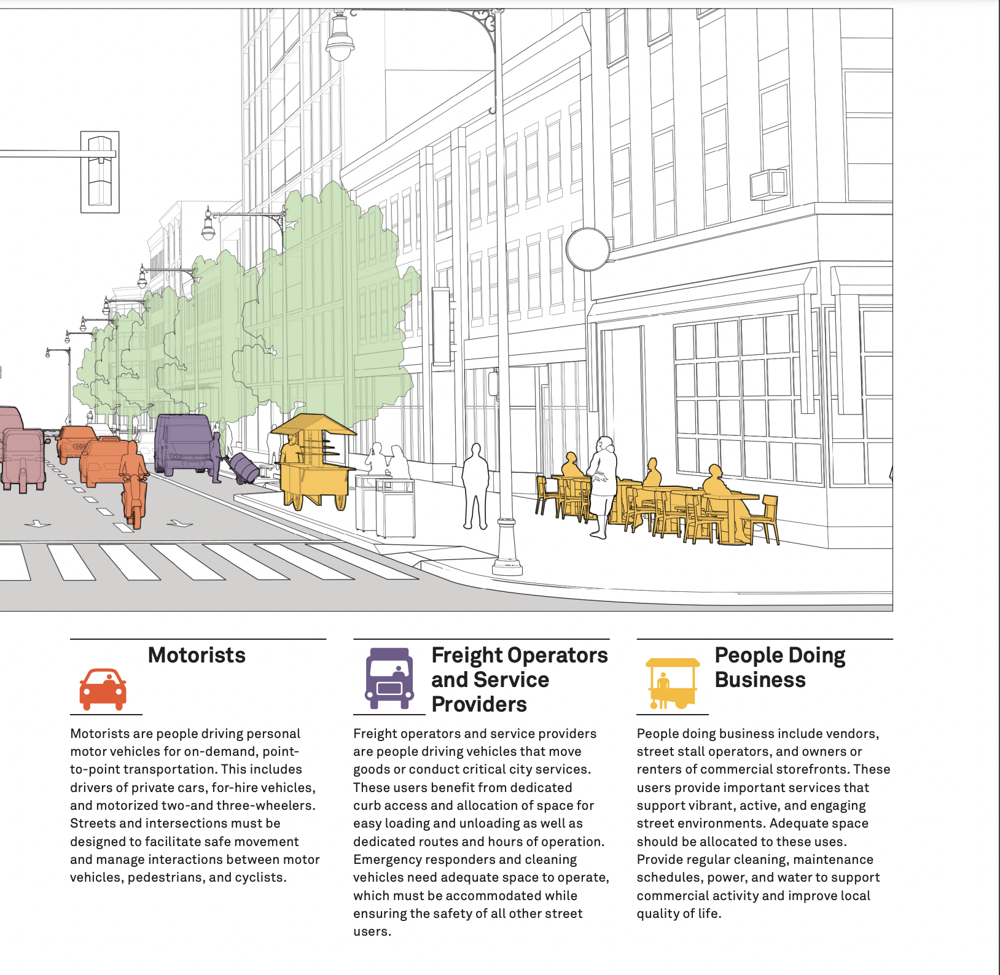 Motorists
Motorists are people driving personal
motor vehicles for on-demand, point-
to-point transportation. This includes
drivers of private cars, for-hire vehicles,
and motorized two-and three-wheelers.
Streets and intersections must be
designed to facilitate safe movement
and manage interactions between motor
vehicles, pedestrians, and cyclists.
Freight Operators
and Service
Providers
Freight operators and service providers
are people driving vehicles that move
goods or conduct critical city services.
These users benefit from dedicated
curb access and allocation of space for
easy loading and unloading as well as
dedicated routes and hours of operation.
Emergency responders and cleaning
vehicles need adequate space to operate,
which must be accommodated while
ensuring the safety of all other street
users.
People Doing
Business
People doing business include vendors,
street stall operators, and owners or
renters of commercial storefronts. These
users provide important services that
support vibrant, active, and engaging
street environments. Adequate space
should be allocated to these uses.
Provide regular cleaning, maintenance
schedules, power, and water to support
commercial activity and improve local
quality of life.